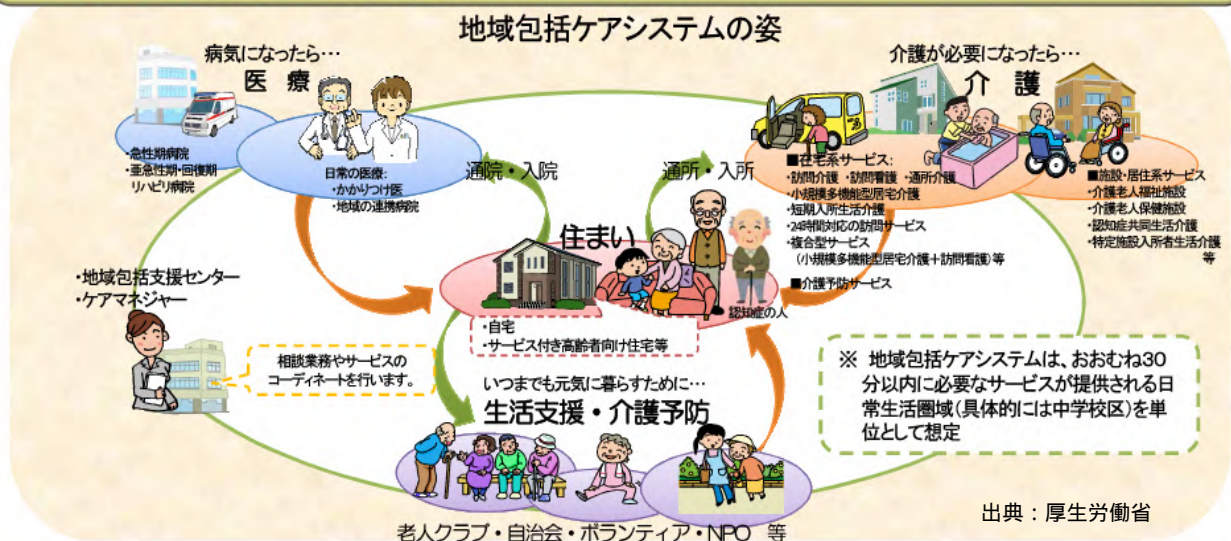 地域包括ケアシステムの姿
病気になったら…
医 療
・急性期病院
・亜急性期・回復期
リハビリ病院
日常の医療:
・かかりつけ医
・地域の連携病院
通院・入院
通所・入所
介護が必要になったら…
介 護
■在宅系サービス:
・訪問介護 ・訪問看護 ・通所介護
・小規模多機能型居宅介護
・短期入所生活介護
・24時間対応の訪問サービス
・複合型サービス
(小規模多機能型居宅介護+訪問看護)等
■介護予防サービス
■施設・居住系サービス
・介護老人福祉施設
・介護老人保健施設
・認知症共同生活介護
・特定施設入所者生活介護
等
住まい
認知症の人
・自宅
・サービス付き高齢者向け住宅等
・地域包括支援センター
・ケアマネジャー
相談業務やサービスの
コーディネートを行います。
いつまでも元気に暮らすために…
生活支援・介護予防
老人クラブ・自治会・ボランティア・NPO 等
※ 地域包括ケアシステムは、おおむね30
分以内に必要なサービスが提供される日
常生活圏域(具体的には中学校区)を単
位として想定
出典:厚生労働省